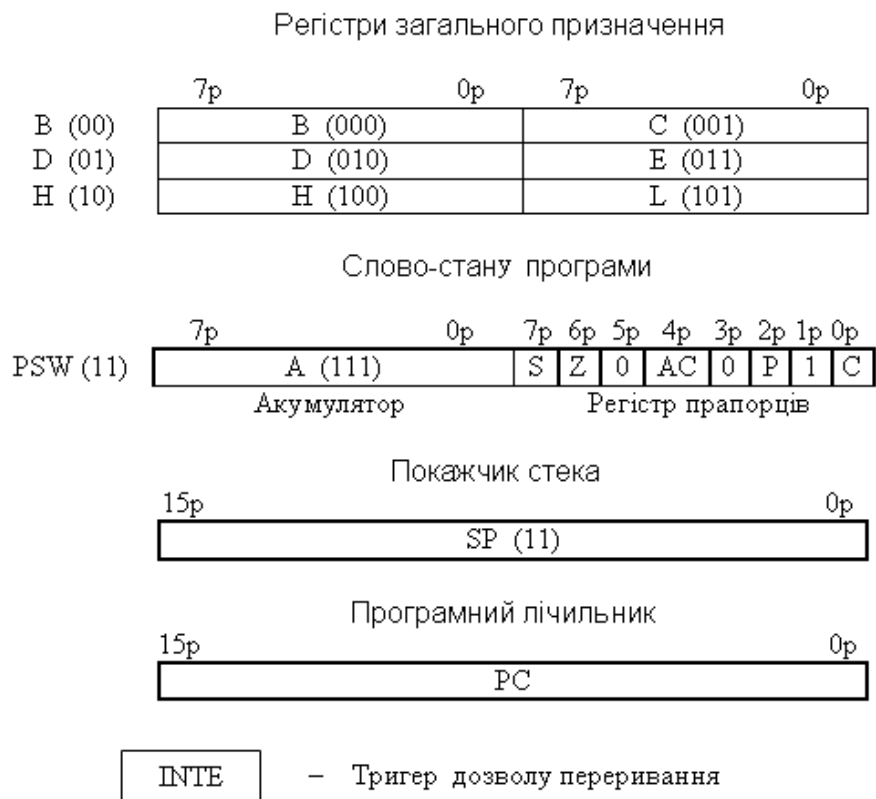 Регістри загального призначення
7р 0р 7р 0р
B (00) B (000) C (001)
D (01) D (010) E (011)
H (10) H (100) L (101)
Слово-стану програми
7р 0р 7р 6р 5р 4р 3р 2р 1р 0р
PSW (11) A (111) S Z 0 AC 0 P 1 C
Акумулятор Регістр прапорців
Покажчик стека
15р 0р
SP (11)
Програмний лічильник
15р 0р
PC
INTE – Тригер дозволу переривання